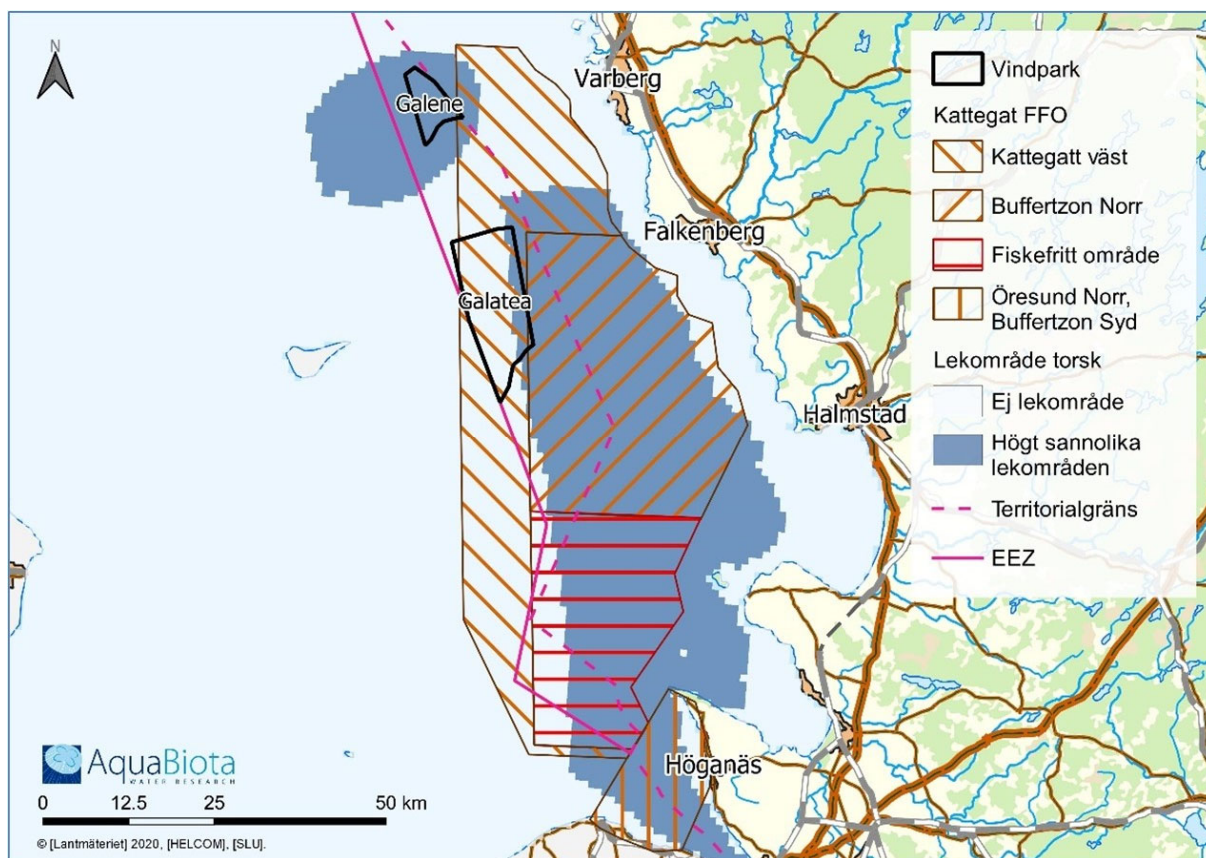 N
Varberg
Galene
Falkenberg
Galatea
Halmstad
Höganäs
Vindpark
Kattegat FFO
Kattegatt väst
Buffertzon Norr
Fiskefritt område
Öresund Norr,
Buffertzon Syd
Lekområde torsk
Ej lekområde
Högt sannolika
lekområden
Territorialgräns
EEZ
AquaBiota
WATER RESEARCH
0 12.5 25 50 km
© [Lantmäteriet] 2020, [HELCOM], [SLU].